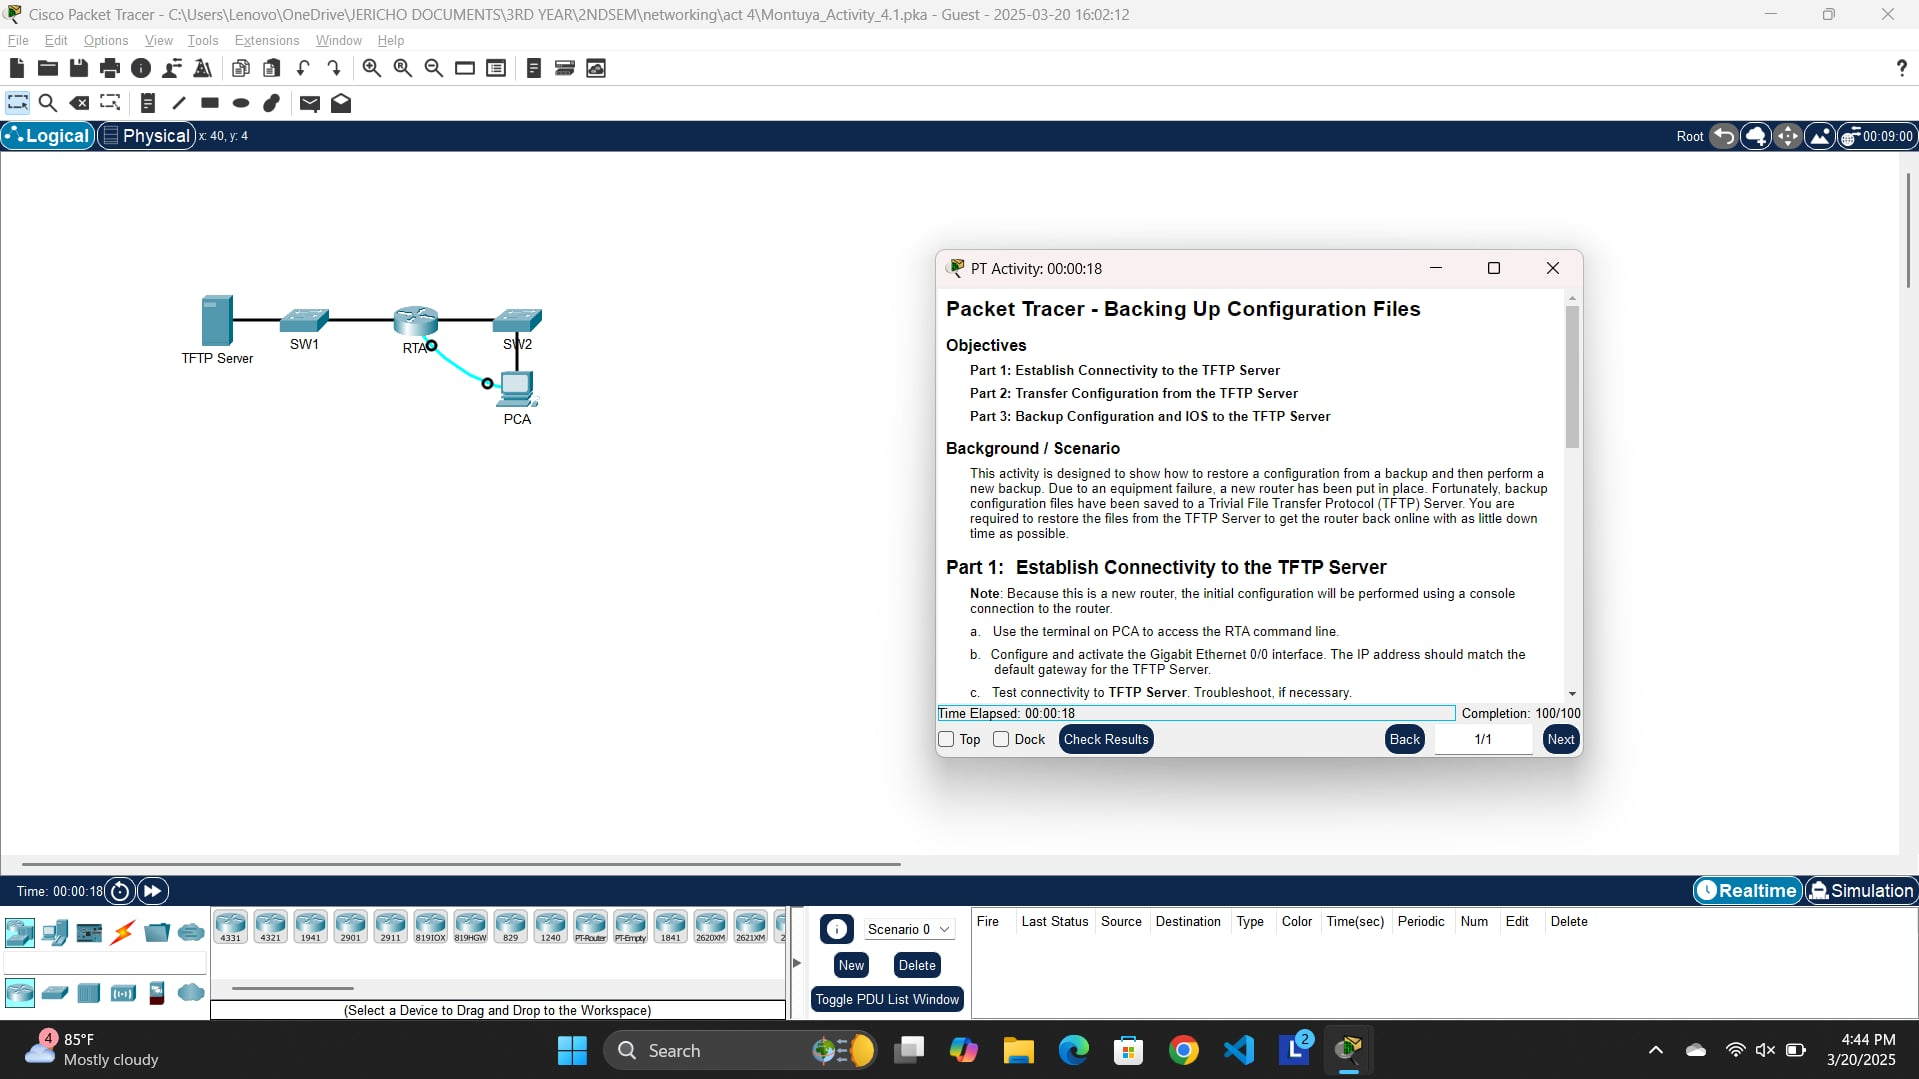 Cisco Packet Tracer - C:\Users\Lenovo\OneDrive\JERICHO DOCUMENTS\3RD YEAR\2NDSEM\networking\act 4\Montuya_Activity_4.1.pka - Guest - 2025-03-20 16:02:12
File Edit Options View Tools Extensions Window Help
?
Logical Physical x: 40, y: 4 Root 00:09:00
TFTP Server
SW1
RTA
SW2
PCA
PT Activity: 00:00:18
Packet Tracer - Backing Up Configuration Files
Objectives
Part 1: Establish Connectivity to the TFTP Server
Part 2: Transfer Configuration from the TFTP Server
Part 3: Backup Configuration and IOS to the TFTP Server
Background / Scenario
This activity is designed to show how to restore a configuration from a backup and then perform a
new backup. Due to an equipment failure, a new router has been put in place. Fortunately, backup
configuration files have been saved to a Trivial File Transfer Protocol (TFTP) Server. You are
required to restore the files from the TFTP Server to get the router back online with as little down
time as possible.
Part 1: Establish Connectivity to the TFTP Server
Note: Because this is a new router, the initial configuration will be performed using a console
connection to the router.
a. Use the terminal on PCA to access the RTA command line.
b. Configure and activate the Gigabit Ethernet 0/0 interface. The IP address should match the
default gateway for the TFTP Server.
c. Test connectivity to TFTP Server. Troubleshoot, if necessary.
Time Elapsed: 00:00:18 Completion: 100/100
Top Dock Check Results Back 1/1 Next
Time: 00:00:18 Realtime Simulation
4331 4321 1941 2901 2911 819IOX 819HGW 829 1240 PT-Router PT-Empty 1841 2620XM 2621XM 2
(Select a Device to Drag and Drop to the Workspace)
Scenario 0
New Delete
Toggle PDU List Window
Fire Last Status Source Destination Type Color Time(sec) Periodic Num Edit Delete
4
85°F
Mostly cloudy
Search
L 2
4:44 PM
3/20/2025